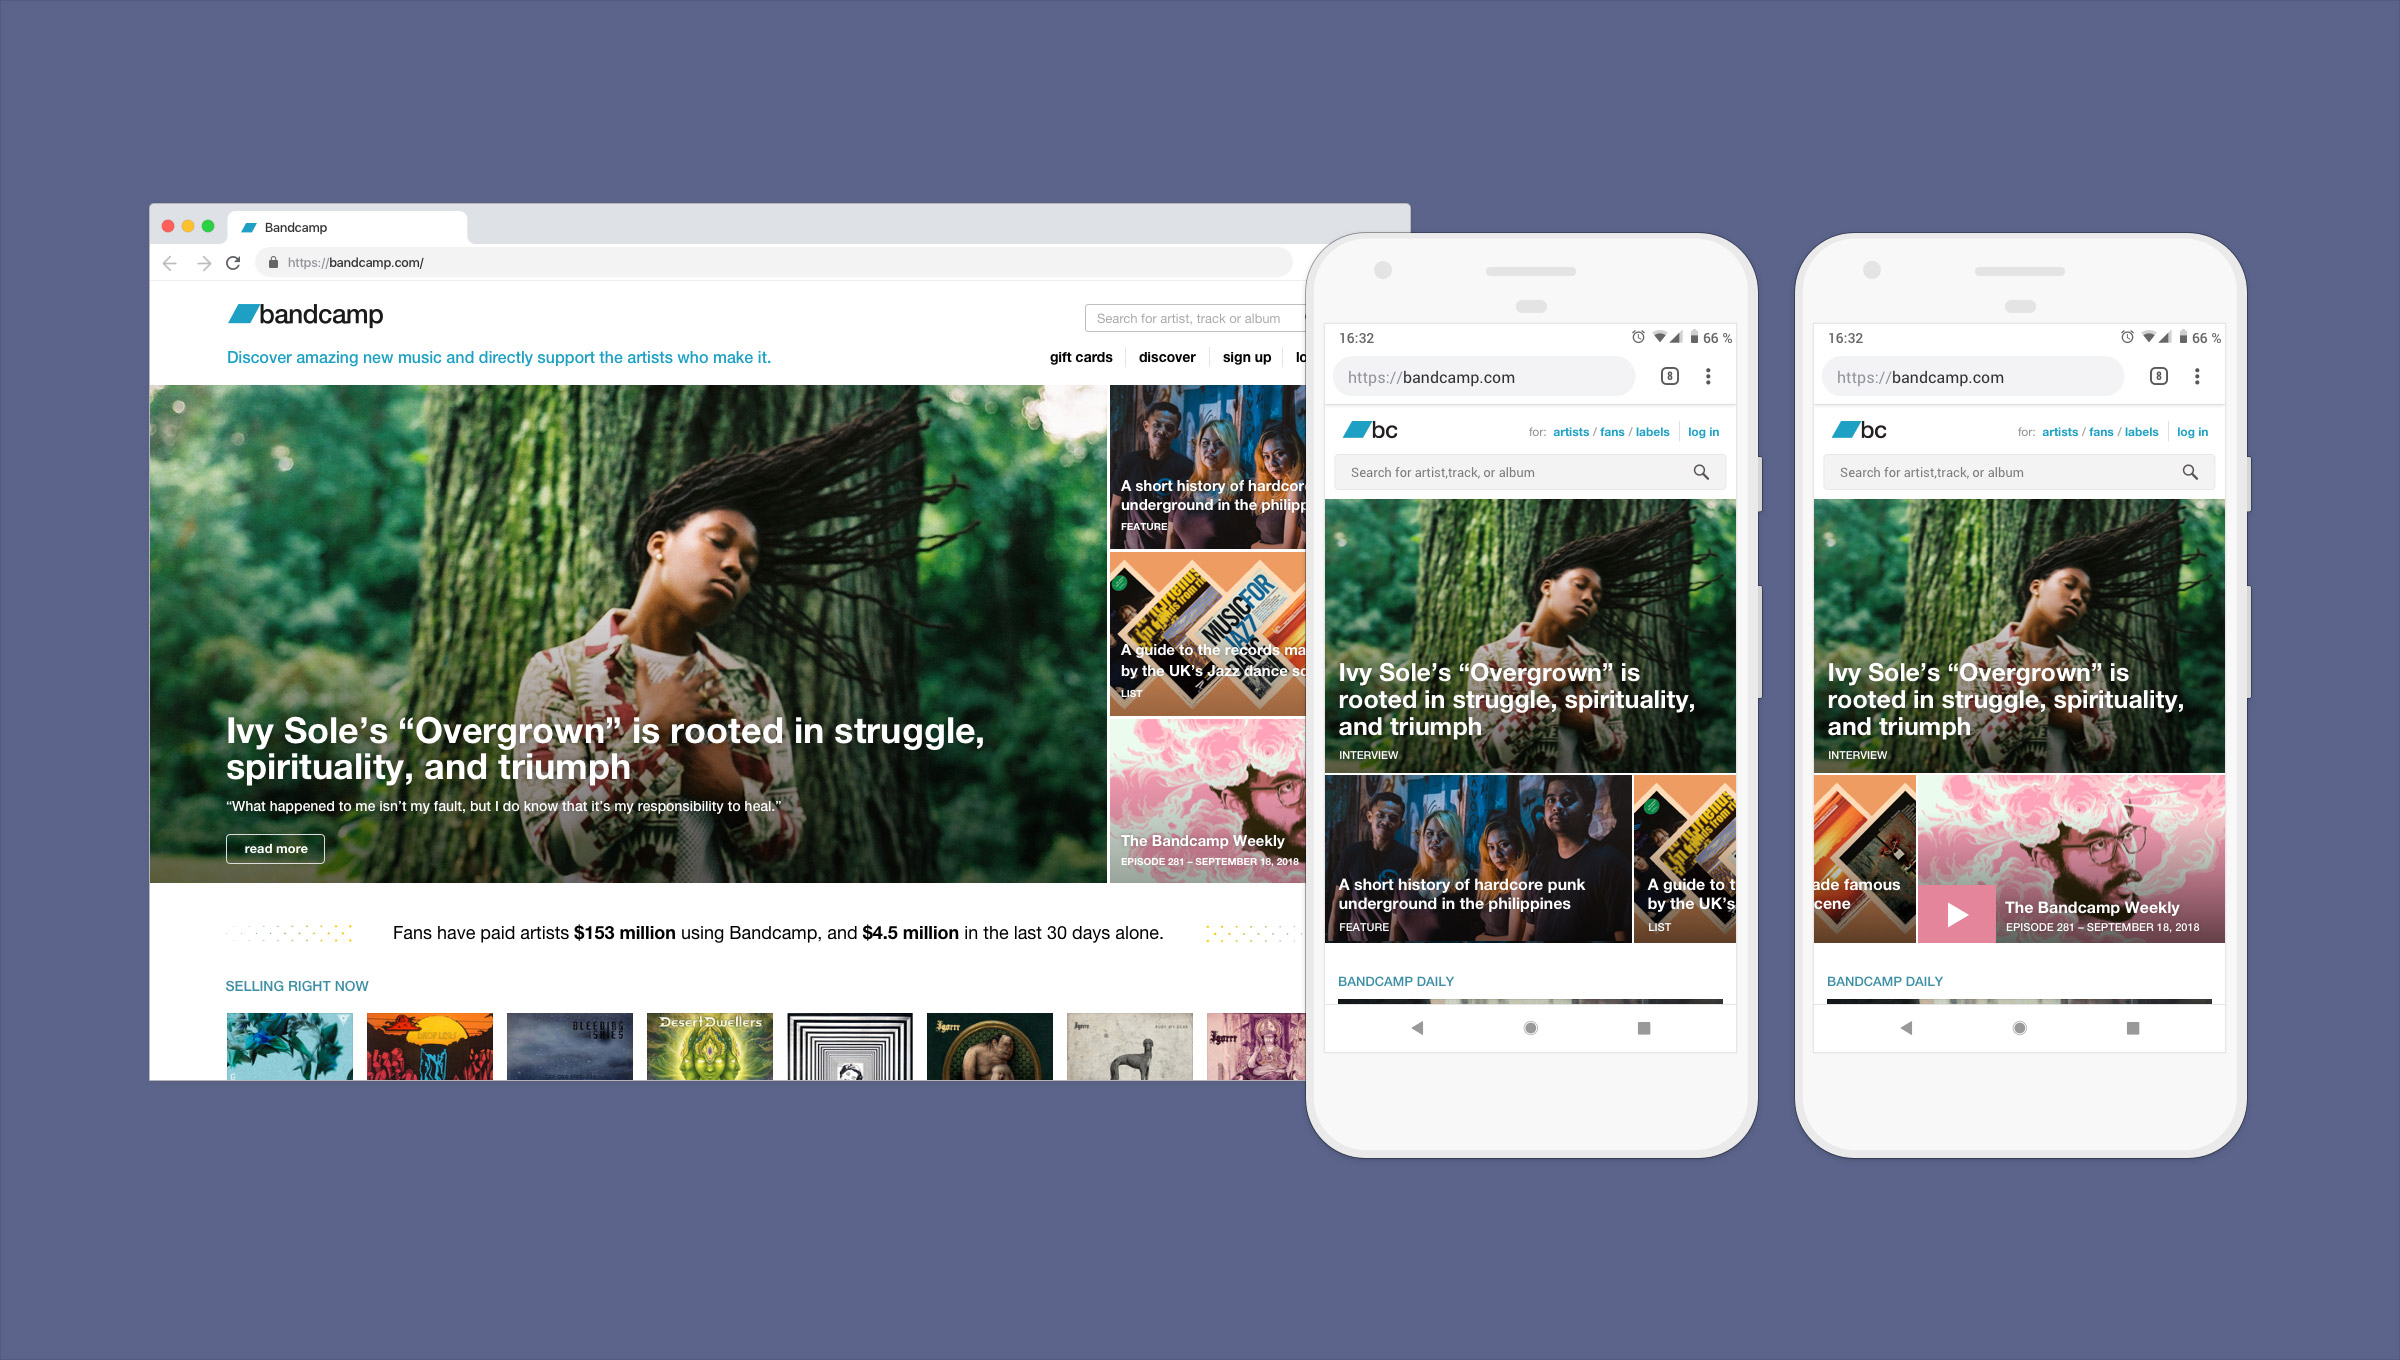 Bandcamp
https://bandcamp.com/
bandcamp
Search for artist, track or album
Discover amazing new music and directly support the artists who make it.
gift cards
discover
sign up
lo
Ivy Sole’s “Overgrown” is rooted in struggle,
spirituality, and triumph
“What happened to me isn’t my fault, but I do know that it’s my responsibility to heal.”
read more
A short history of hardcor
underground in the philipp
FEATURE
MUSIC FOR
JAZZ
A guide to the records ma
by the UK’s Jazz dance sc
LIST
The Bandcamp Weekly
EPISODE 281 – SEPTEMBER 18, 2018
Fans have paid artists $153 million using Bandcamp, and $4.5 million in the last 30 days alone.
SELLING RIGHT NOW
BLEEDING
SKIES
Desert Dwellers
Igorrr
Igorrr
Igorrr
16:32
66 %
https://bandcamp.com
8
bc
for: artists / fans / labels
log in
Search for artist,track, or album
Ivy Sole’s “Overgrown” is
rooted in struggle, spirituality,
and triumph
INTERVIEW
A short history of hardcore punk
underground in the philippines
FEATURE
A guide to t
by the UK’s
LIST
BANDCAMP DAILY
16:32
66 %
https://bandcamp.com
8
bc
for: artists / fans / labels
log in
Search for artist,track, or album
Ivy Sole’s “Overgrown” is
rooted in struggle, spirituality,
and triumph
INTERVIEW
ade famous
cene
The Bandcamp Weekly
EPISODE 281 – SEPTEMBER 18, 2018
BANDCAMP DAILY